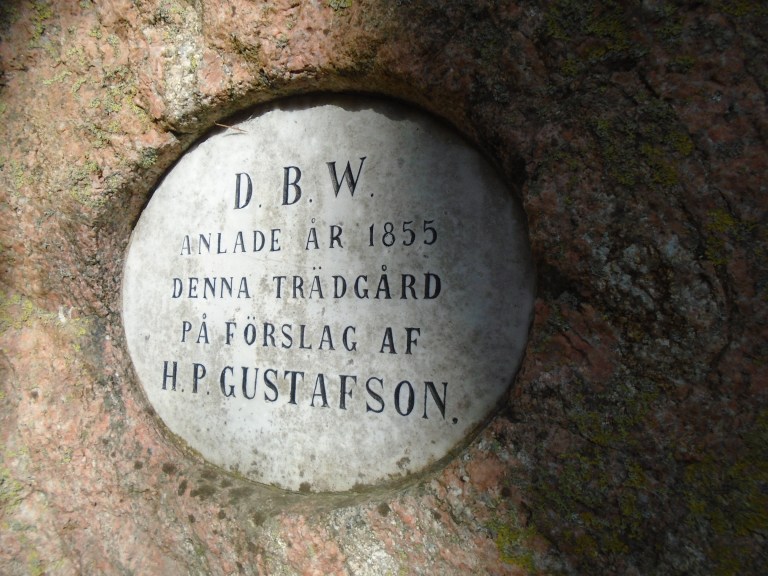 D. B. W.
ANLADE ÅR 1855
DENNA TRÄDGÅRD
PÅ FÖRSLAG AF
H. P. GUSTAFSON.